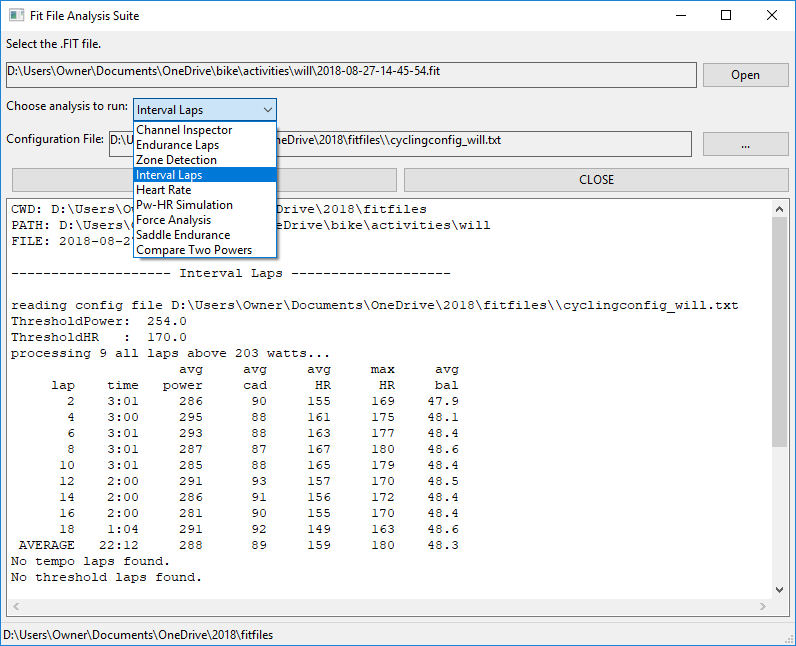 Fit File Analysis Suite
Select the .FIT file.
D:\Users\Owner\Documents\OneDrive\bike\activities\will\2018-08-27-14-45-54.fit
Open
Choose analysis to run:
Interval Laps
Channel Inspector
Endurance Laps
Zone Detection
Interval Laps
Heart Rate
Pw-HR Simulation
Force Analysis
Saddle Endurance
Compare Two Powers
Configuration File:
D:\U
neDrive\2018\fitfiles\\cyclingconfig_will.txt
...
CLOSE
CWD: D:\Users\Ow
Drive\2018\fitfiles
PATH: D:\Users\O
Drive\bike\activities\will
FILE: 2018-08-2
-------------------- Interval Laps --------------------
reading config file D:\Users\Owner\Documents\OneDrive\2018\fitfiles\\cyclingconfig_will.txt
ThresholdPower: 254.0
ThresholdHR : 170.0
processing 9 all laps above 203 watts...
avg avg avg max avg
lap time power cad HR HR bal
2 3:01 286 90 155 169 47.9
4 3:00 295 88 161 175 48.1
6 3:01 293 88 163 177 48.4
8 3:01 287 87 167 180 48.6
10 3:01 285 88 165 179 48.4
12 2:00 291 93 157 170 48.5
14 2:00 286 91 156 172 48.4
16 2:00 281 90 155 170 48.4
18 1:04 291 92 149 163 48.6
AVERAGE 22:12 288 89 159 180 48.3
No tempo laps found.
No threshold laps found.
D:\Users\Owner\Documents\OneDrive\2018\fitfiles